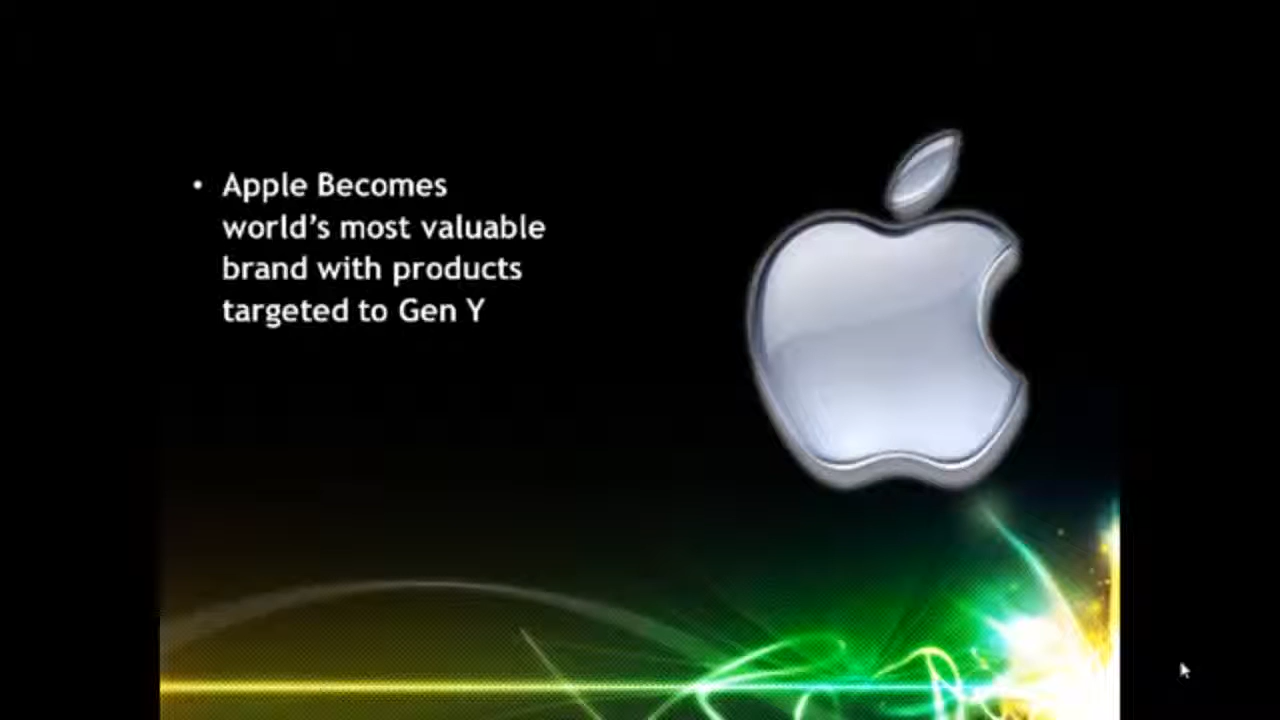 • Apple Becomes
world's most valuable
brand with products
targeted to Gen Y